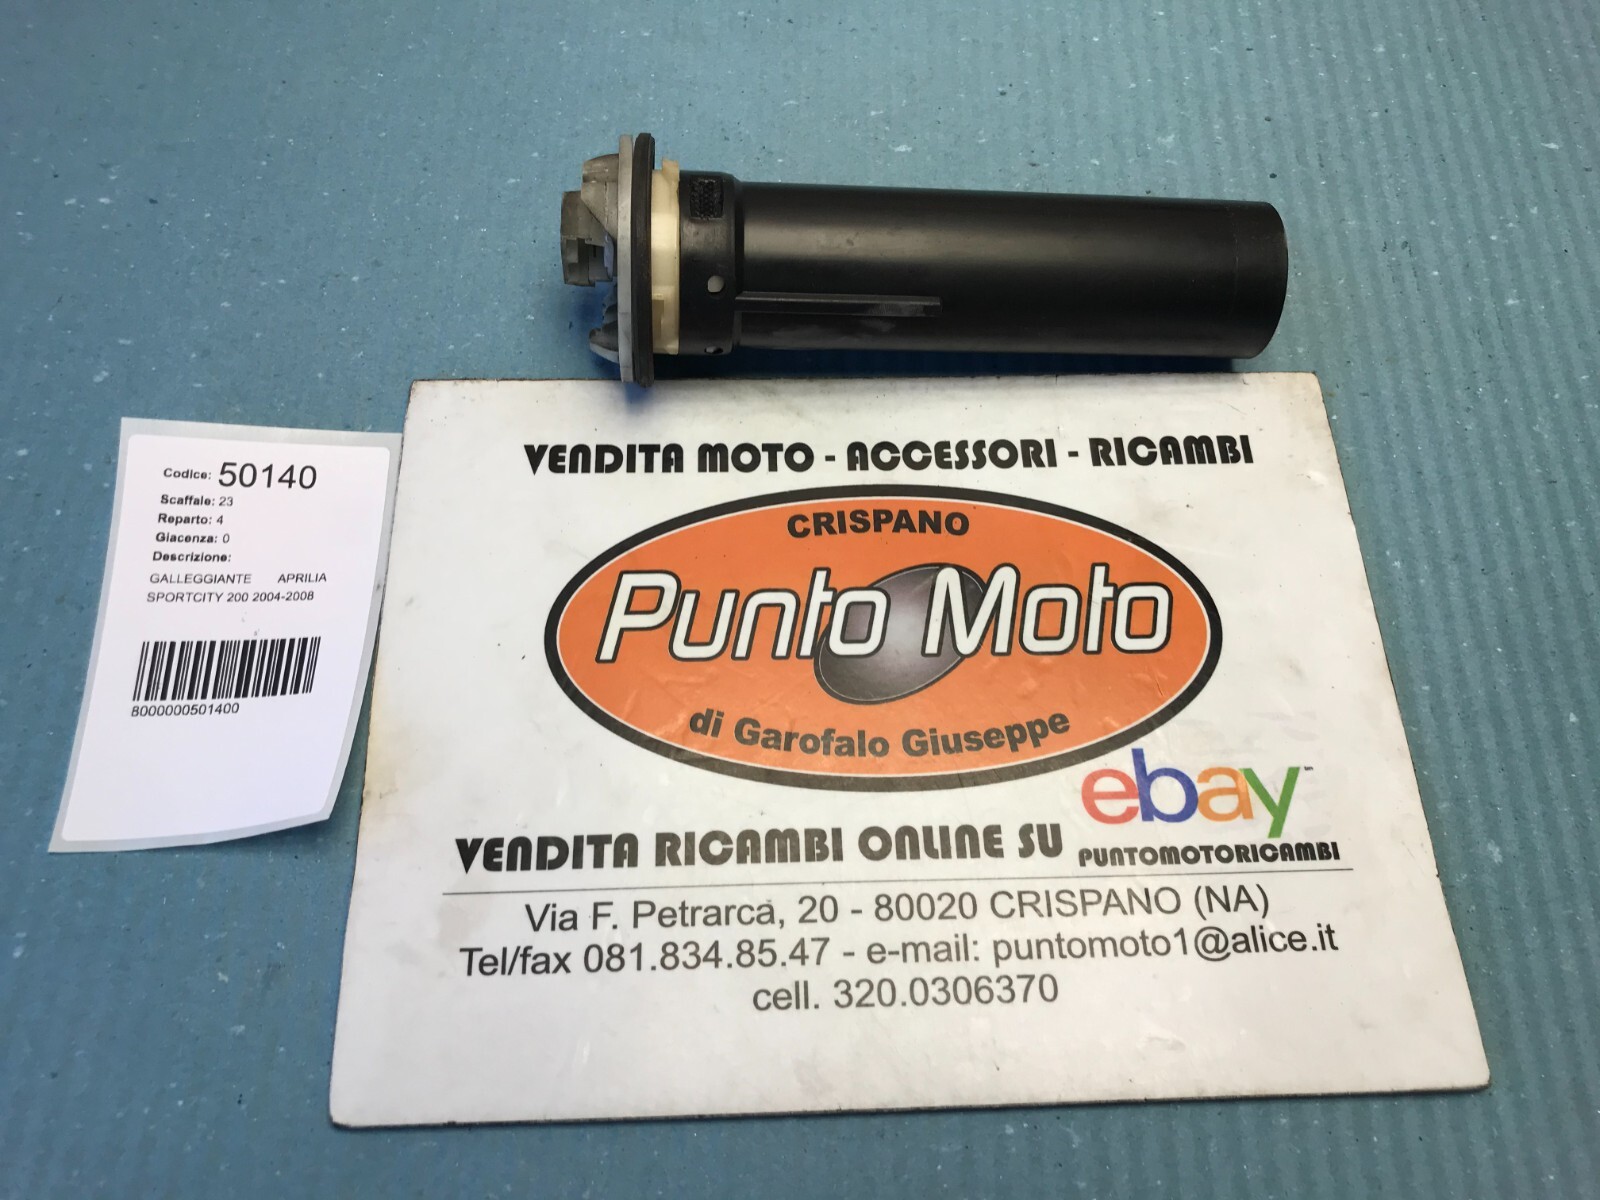 Codice: 50140
Scaffale: 23
Reparto: 4
Giacenza: 0
Descrizione:
GALLEGGIANTE APRILIA
SPORTCITY 200 2004-2008
8000000501400
VENDITA MOTO - ACCESSORI - RICAMBI
CRISPANO
Punto Moto
di Garofalo Giuseppe
ebay
VENDITA RICAMBI ONLINE SU PUNTOMOTORICAMBI
Via F. Petrarca, 20 - 80020 CRISPANO (NA)
Tel/fax 081.834.85.47 - e-mail: puntomoto1@alice.it
cell. 320.0306370